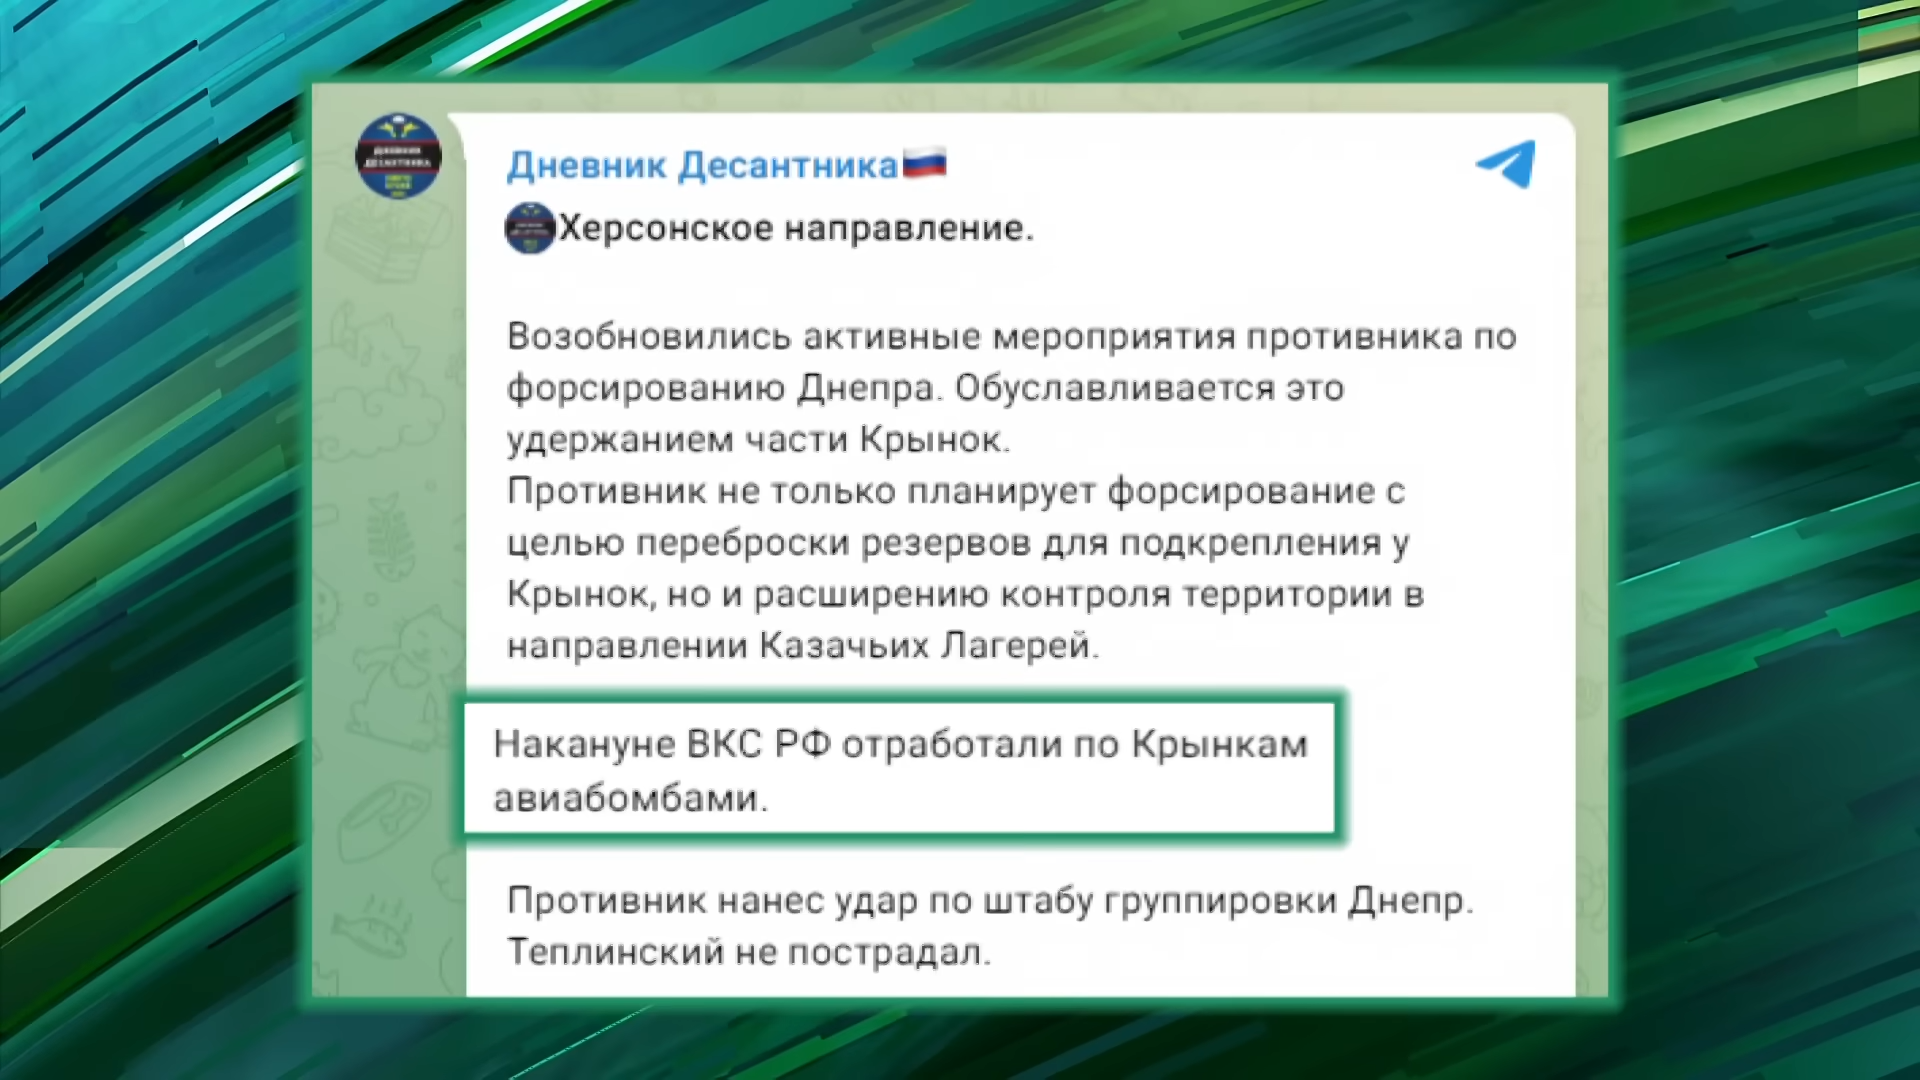 Дневник Десантника
Херсонское направление.
Возобновились активные мероприятия противника по
форсированию Днепра. Обуславливается это
удержанием части Крынок.
Противник не только планирует форсирование с
целью переброски резервов для подкрепления у
Крынок, но и расширению контроля территории в
направлении Казачьих Лагерей.
Накануне ВКС РФ отработали по Крынкам
авиабомбами.
Противник нанес удар по штабу группировки Днепр.
Теплинский не пострадал.